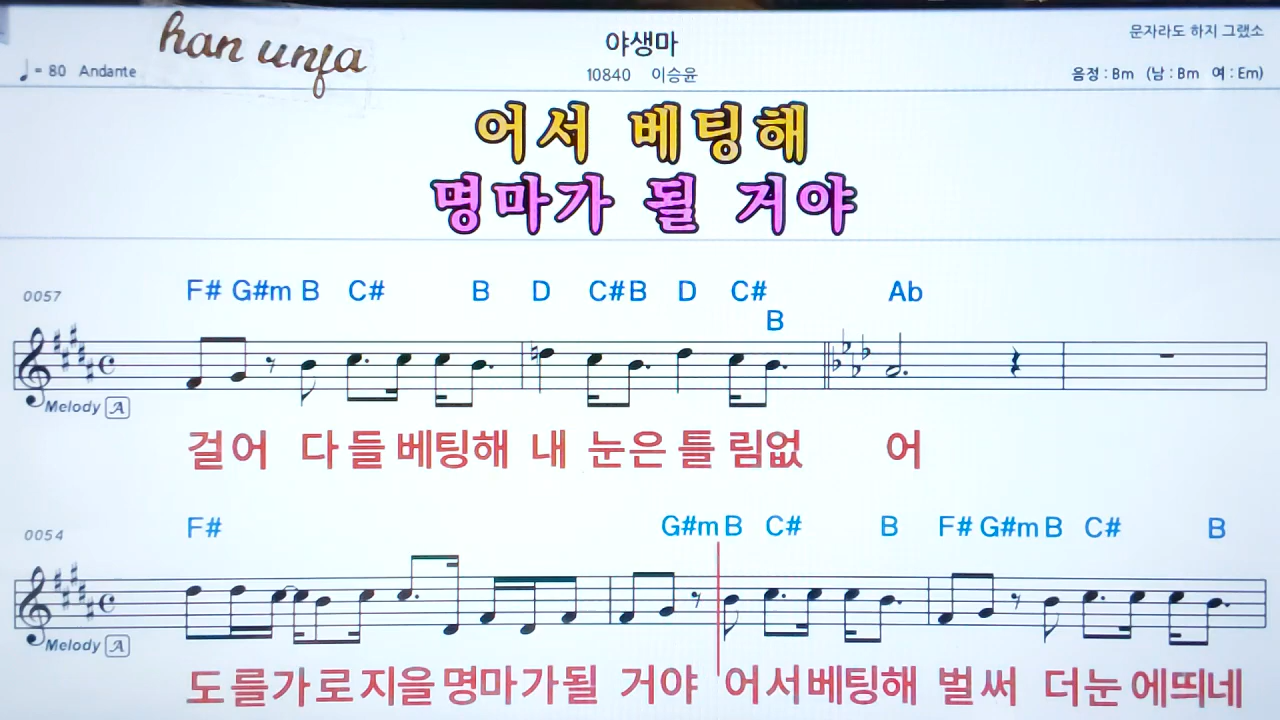 han unfa
야생마
문자라도 하지 그랬소
♩= 80 Andante
10840 이승윤
음정 : Bm (남 : Bm 여 : Em)
어서 베팅해
명마가 될 거야
0057
F# G#m B C# B D C# B D C# B Ab
Melody A
걸어 다들 베팅해 내 눈은 틀림없 어
0054
F# G#m B C# B F# G#m B C# B
Melody A
도를가로지을명마가될 거야 어서베팅해 벌써 더눈에띄네